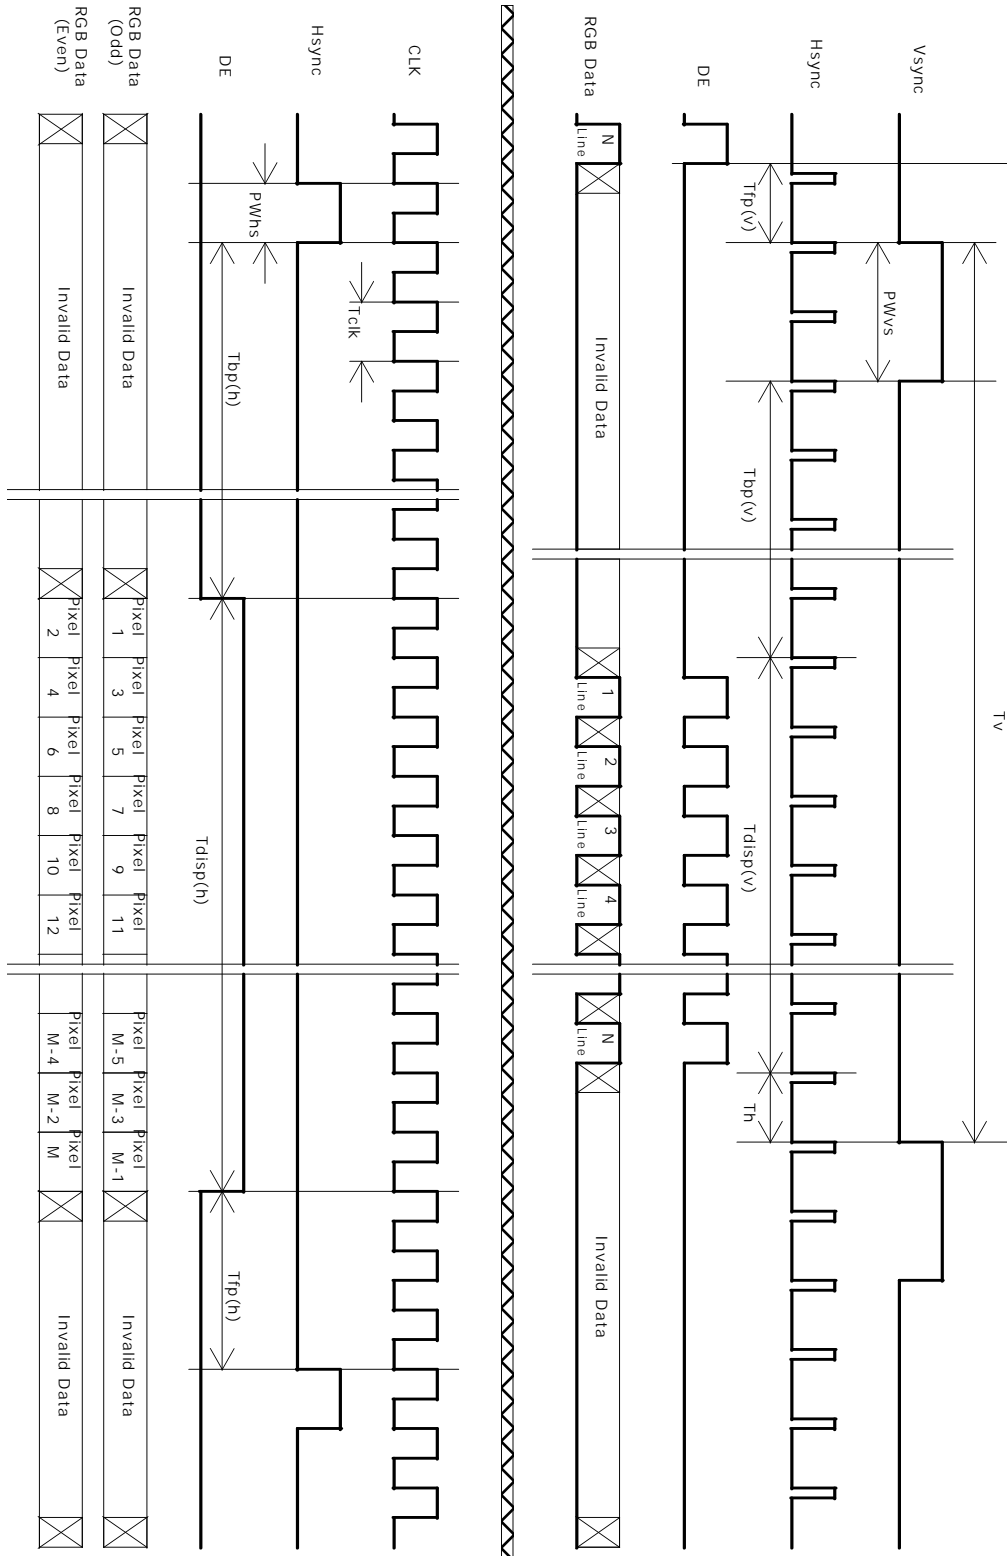 Vsync
Tv
PWvs
Hsync
Tfp(v)
Tbp(v)
Tdisp(v)
Th
DE
RGB Data
Line N
Invalid Data
Line 1
Line 2
Line 3
Line 4
Line N
Invalid Data
CLK
Tclk
Hsync
PWhs
DE
Tbp(h)
Tdisp(h)
Tfp(h)
RGB Data
(Odd)
Invalid Data
Pixel 1
Pixel 3
Pixel 5
Pixel 7
Pixel 9
Pixel 11
Pixel M-5
Pixel M-3
Pixel M-1
Invalid Data
RGB Data
(Even)
Invalid Data
Pixel 2
Pixel 4
Pixel 6
Pixel 8
Pixel 10
Pixel 12
Pixel M-4
Pixel M-2
Pixel M
Invalid Data